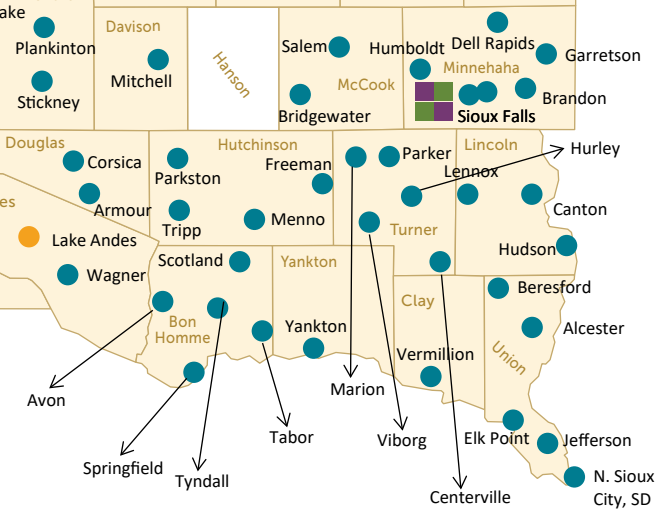 ake
Plankinton
Davison
Mitchell
Stickney
Hanson
Salem
Humboldt
Dell Rapids
Garretson
McCook
Minnehaha
Bridgewater
Brandon
Sioux Falls
Douglas
Corsica
Armour
es
Lake Andes
Wagner
Hutchinson
Parkston
Freeman
Tripp
Menno
Parker
Lincoln
Hurley
Lennox
Canton
Turner
Hudson
Scotland
Yankton
Bon
Homme
Yankton
Clay
Beresford
Alcester
Union
Vermillion
Avon
Marion
Tabor
Viborg
Elk Point
Jefferson
Springfield
Tyndall
Centerville
N. Sioux
City, SD